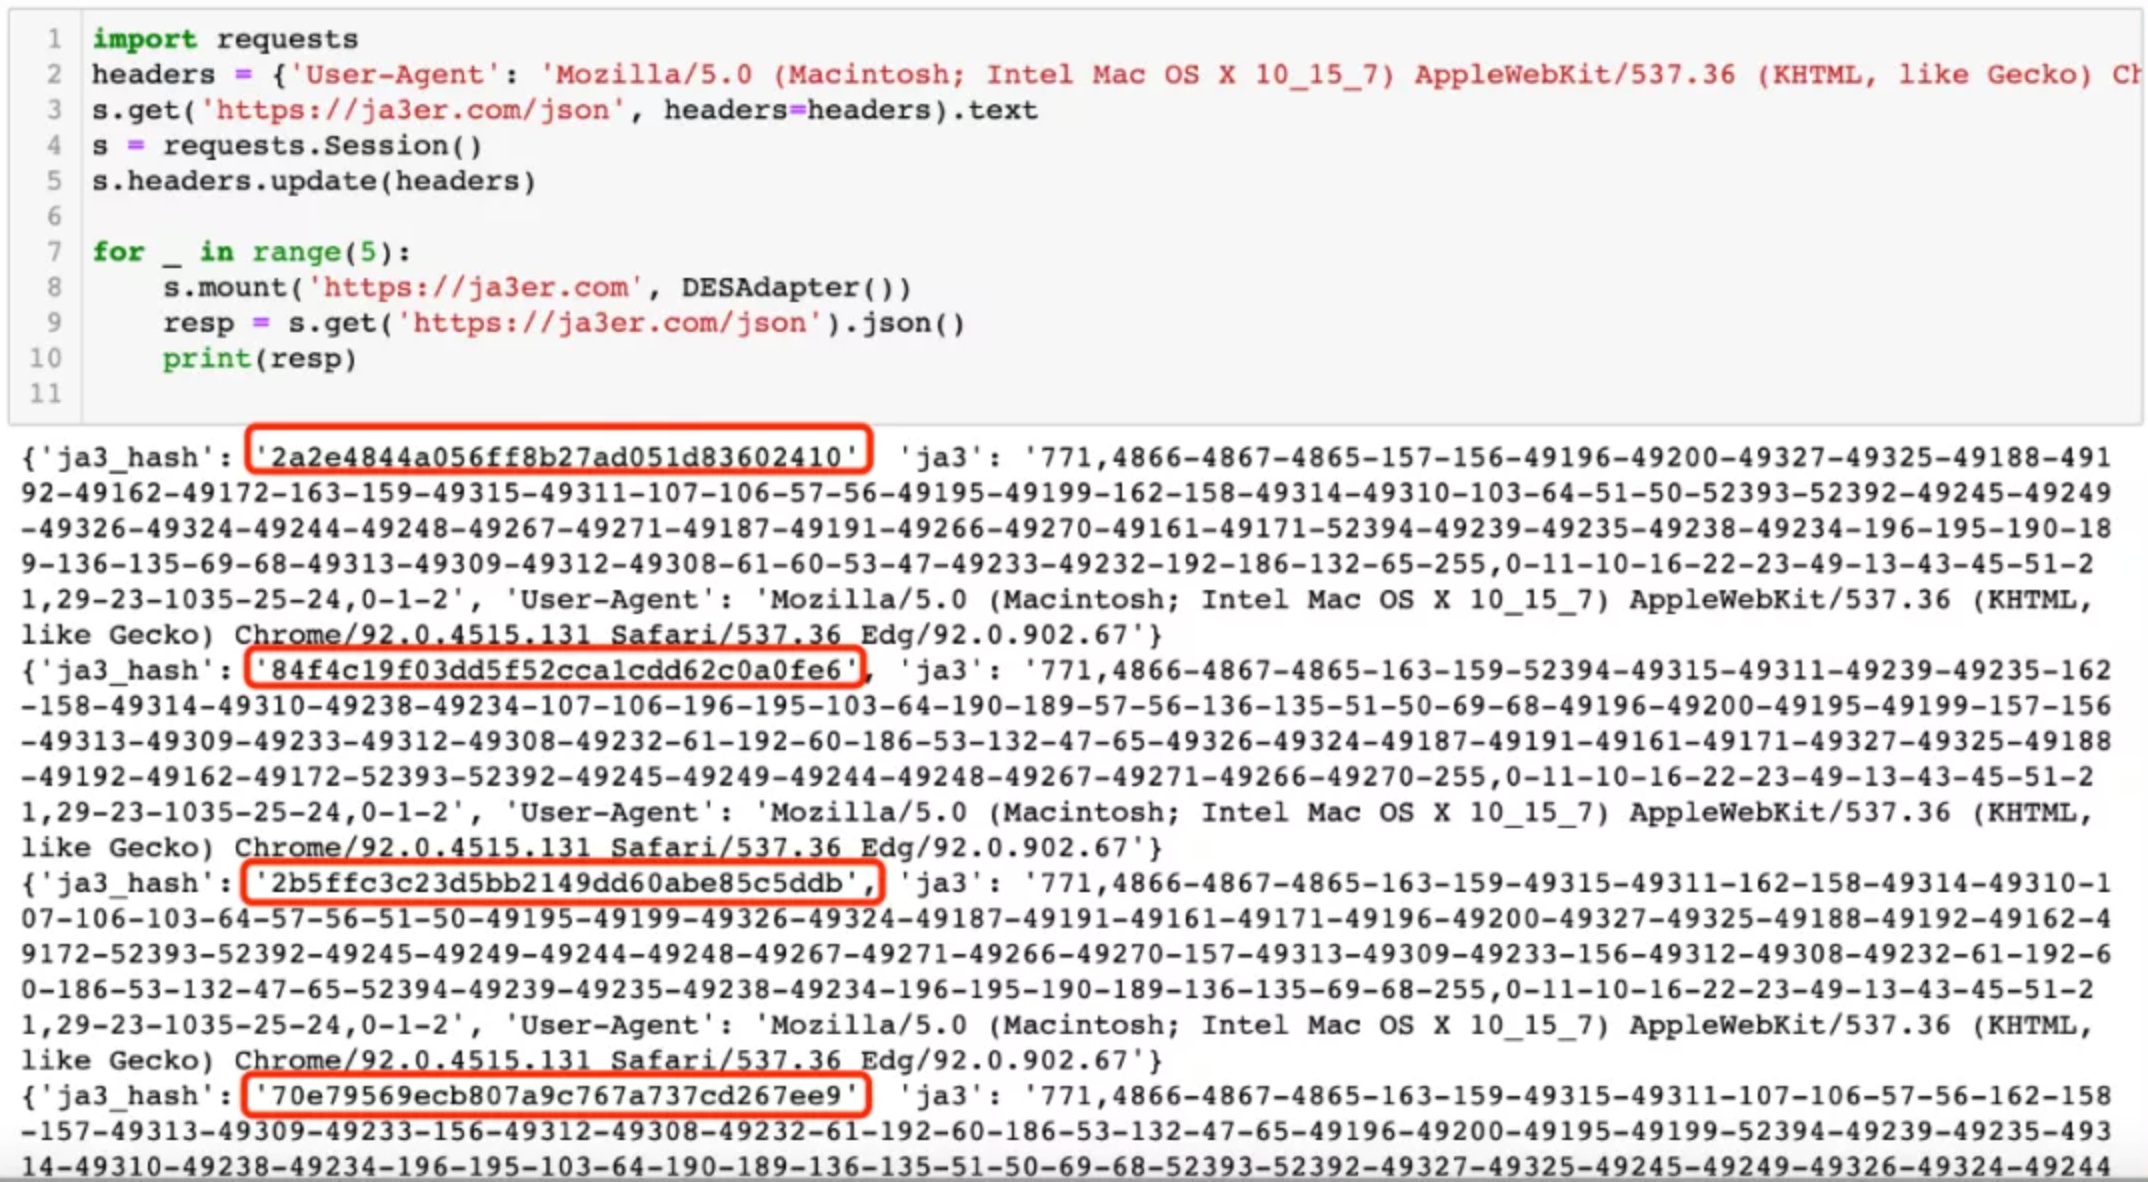 1 import requests
2 headers = {'User-Agent': 'Mozilla/5.0 (Macintosh; Intel Mac OS X 10_15_7) AppleWebKit/537.36 (KHTML, like Gecko) Ch
3 s.get('https://ja3er.com/json', headers=headers).text
4 s = requests.Session()
5 s.headers.update(headers)
6
7 for _ in range(5):
8     s.mount('https://ja3er.com', DESAdapter())
9     resp = s.get('https://ja3er.com/json').json()
10     print(resp)
11
{'ja3_hash': '2a2e4844a056ff8b27ad051d83602410' 'ja3': '771,4866-4867-4865-157-156-49196-49200-49327-49325-49188-491
92-49162-49172-163-159-49315-49311-107-106-57-56-49195-49199-162-158-49314-49310-103-64-51-50-52393-52392-49245-49249
-49326-49324-49244-49248-49267-49271-49187-49191-49266-49270-49161-49171-52394-49239-49235-49238-49234-196-195-190-18
9-136-135-69-68-49313-49309-49312-49308-61-60-53-47-49233-49232-192-186-132-65-255,0-11-10-16-22-23-49-13-43-45-51-2
1,29-23-1035-25-24,0-1-2', 'User-Agent': 'Mozilla/5.0 (Macintosh; Intel Mac OS X 10_15_7) AppleWebKit/537.36 (KHTML,
like Gecko) Chrome/92.0.4515.131 Safari/537.36 Edg/92.0.902.67'}
{'ja3_hash': '84f4c19f03dd5f52cca1cdd62c0a0fe6', 'ja3': '771,4866-4867-4865-163-159-52394-49315-49311-49239-49235-162
-158-49314-49310-49238-49234-107-106-196-195-103-64-190-189-57-56-136-135-51-50-69-68-49196-49200-49195-49199-157-156
-49313-49309-49233-49312-49308-49232-61-192-60-186-53-132-47-65-49326-49324-49187-49191-49161-49171-49327-49325-49188
-49192-49162-49172-52393-52392-49245-49249-49244-49248-49267-49271-49266-49270-255,0-11-10-16-22-23-49-13-43-45-51-2
1,29-23-1035-25-24,0-1-2', 'User-Agent': 'Mozilla/5.0 (Macintosh; Intel Mac OS X 10_15_7) AppleWebKit/537.36 (KHTML,
like Gecko) Chrome/92.0.4515.131 Safari/537.36 Edg/92.0.902.67'}
{'ja3_hash': '2b5ffc3c23d5bb2149dd60abe85c5ddb', 'ja3': '771,4866-4867-4865-163-159-49315-49311-162-158-49314-49310-1
07-106-103-64-57-56-51-50-49195-49199-49326-49324-49187-49191-49161-49171-49196-49200-49327-49325-49188-49192-49162-4
9172-52393-52392-49245-49249-49244-49248-49267-49271-49266-49270-157-49313-49309-49233-156-49312-49308-49232-61-192-6
0-186-53-132-47-65-52394-49239-49235-49238-49234-196-195-190-189-136-135-69-68-255,0-11-10-16-22-23-49-13-43-45-51-2
1,29-23-1035-25-24,0-1-2', 'User-Agent': 'Mozilla/5.0 (Macintosh; Intel Mac OS X 10_15_7) AppleWebKit/537.36 (KHTML,
like Gecko) Chrome/92.0.4515.131 Safari/537.36 Edg/92.0.902.67'}
{'ja3_hash': '70e79569ecb807a9c767a737cd267ee9' 'ja3': '771,4866-4867-4865-163-159-49315-49311-107-106-57-56-162-158
-157-49313-49309-49233-156-49312-49308-49232-61-192-60-186-53-132-47-65-49196-49200-49195-49199-52394-49239-49235-493
14-49310-49238-49234-196-195-103-64-190-189-136-135-51-50-69-68-52393-52392-49327-49325-49245-49249-49326-49324-49244